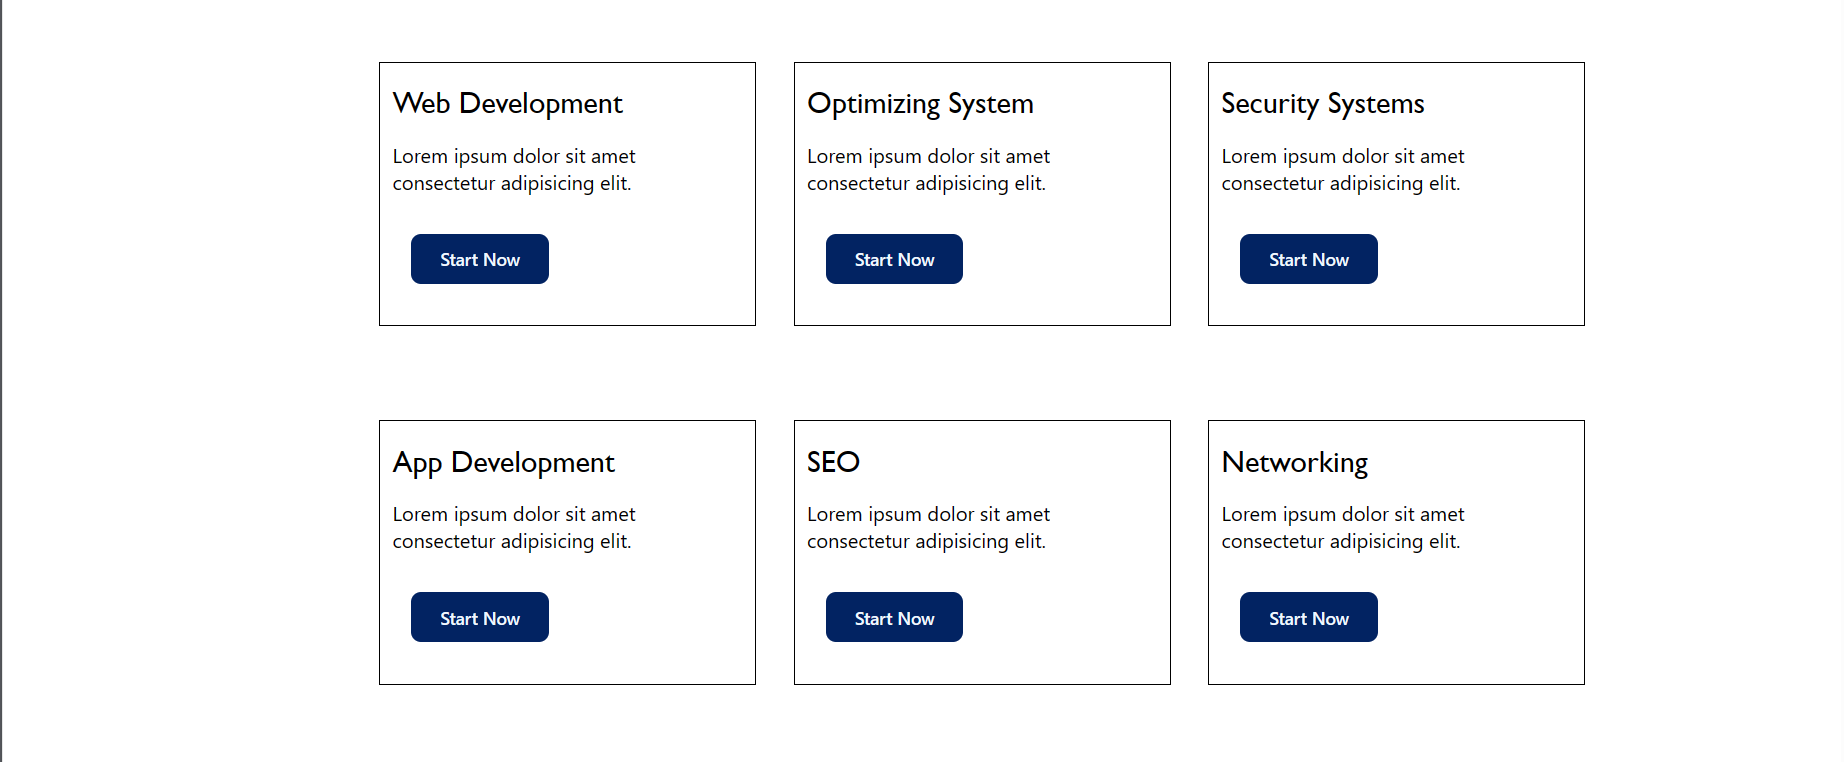 Web Development
Lorem ipsum dolor sit amet
consectetur adipisicing elit.
Start Now
Optimizing System
Lorem ipsum dolor sit amet
consectetur adipisicing elit.
Start Now
Security Systems
Lorem ipsum dolor sit amet
consectetur adipisicing elit.
Start Now
App Development
Lorem ipsum dolor sit amet
consectetur adipisicing elit.
Start Now
SEO
Lorem ipsum dolor sit amet
consectetur adipisicing elit.
Start Now
Networking
Lorem ipsum dolor sit amet
consectetur adipisicing elit.
Start Now